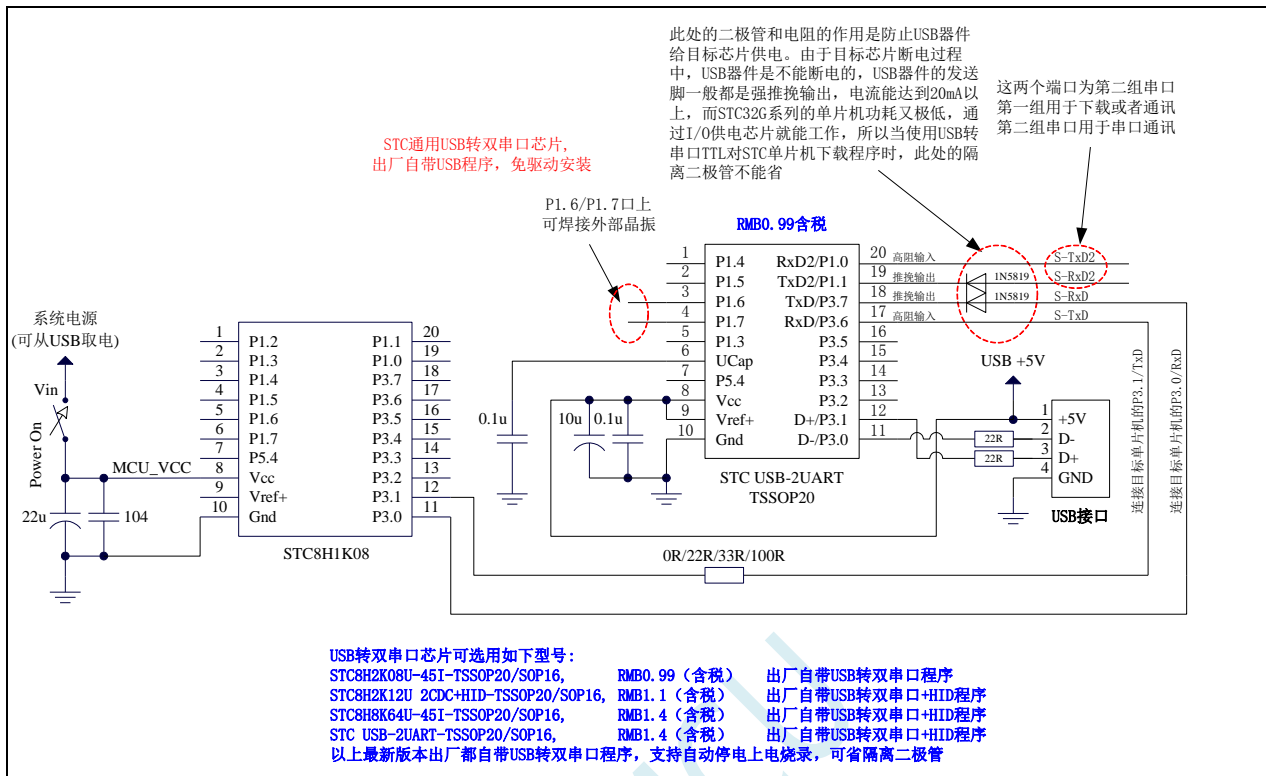 此处的二极管和电阻的作用是防止USB器件
给目标芯片供电。由于目标芯片断电过程
中，USB器件是不能断电的，USB器件的发送
脚一般都是强推挽输出，电流能达到20mA以
上，而STC32G系列的单片机功耗又极低，通
过I/O供电芯片就能工作，所以当使用USB转
串口TTL对STC单片机下载程序时，此处的隔
离二极管不能省
这两个端口为第二组串口
第一组用于下载或者通讯
第二组串口用于串口通讯
STC通用USB转双串口芯片，
出厂自带USB程序，免驱动安装
P1.6/P1.7口上
可焊接外部晶振
RMB0.99含税
1 P1.4 RxD2/P1.0 20 高阻输入 S-TxD2
2 P1.5 TxD2/P1.1 19 推挽输出 1N5819 S-RxD2
3 P1.6 TxD/P3.7 18 推挽输出 1N5819 S-RxD
4 P1.7 RxD/P3.6 17 高阻输入 S-TxD
5 P1.3 P3.5 16
6 UCap P3.4 15
7 P5.4 P3.3 14
8 Vcc P3.2 13
9 Vref+ D+/P3.1 12
10 Gnd D-/P3.0 11
STC USB-2UART
TSSOP20
0.1u
10u
0.1u
22R
22R
USB +5V
1 +5V
2 D-
3 D+
4 GND
USB接口
连接目标单片机的P3.1/TxD
连接目标单片机的P3.0/RxD
系统电源
(可从USB取电)
Vin
Power On
MCU_VCC
22u
104
1 P1.2 P1.1 20
2 P1.3 P1.0 19
3 P1.4 P3.7 18
4 P1.5 P3.6 17
5 P1.6 P3.5 16
6 P1.7 P3.4 15
7 P5.4 P3.3 14
8 Vcc P3.2 13
9 Vref+ P3.1 12
10 Gnd P3.0 11
STC8H1K08
0R/22R/33R/100R
USB转双串口芯片可选用如下型号：
STC8H2K08U-45I-TSSOP20/SOP16, RMB0.99（含税） 出厂自带USB转双串口程序
STC8H2K12U 2CDC+HID-TSSOP20/SOP16, RMB1.1（含税） 出厂自带USB转双串口+HID程序
STC8H8K64U-45I-TSSOP20/SOP16, RMB1.4（含税） 出厂自带USB转双串口+HID程序
STC USB-2UART-TSSOP20/SOP16, RMB1.4（含税） 出厂自带USB转双串口+HID程序
以上最新版本出厂都自带USB转双串口程序，支持自动停电上电烧录，可省隔离二极管